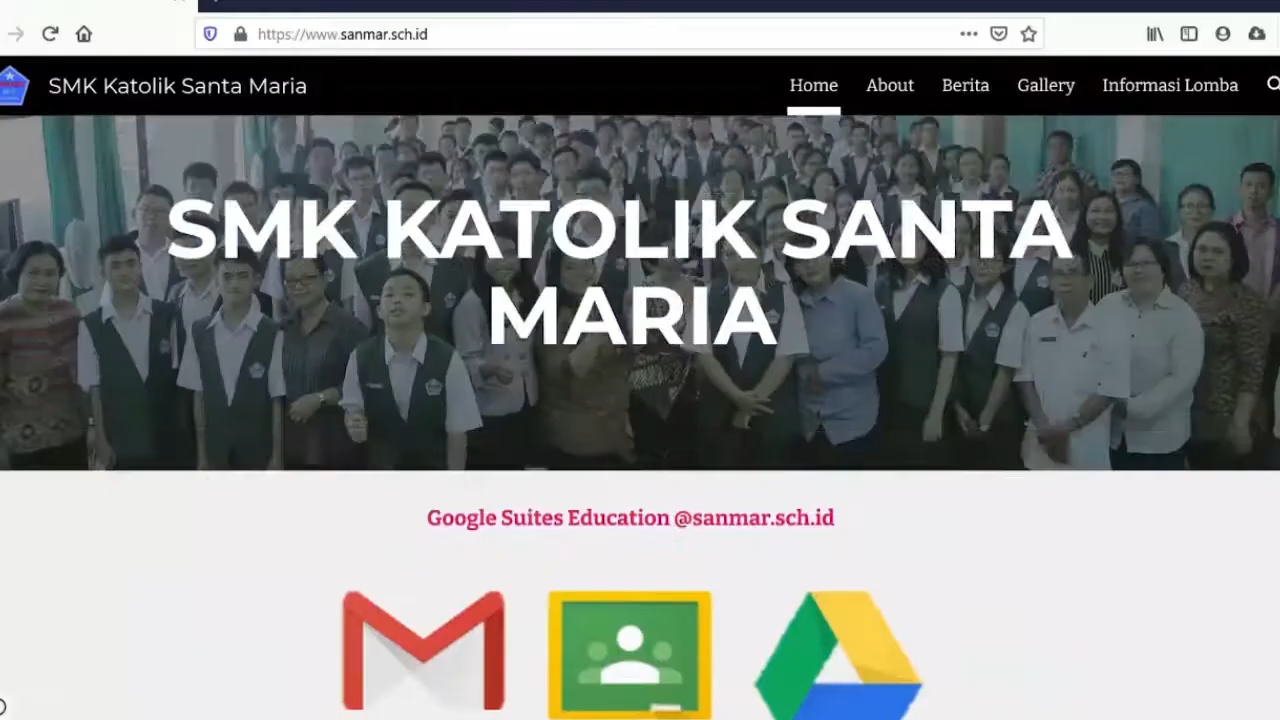 https://www.sanmar.sch.id
SMK Katolik Santa Maria
Home About Berita Gallery Informasi Lomba
SMK KATOLIK SANTA
MARIA
Google Suites Education @sanmar.sch.id